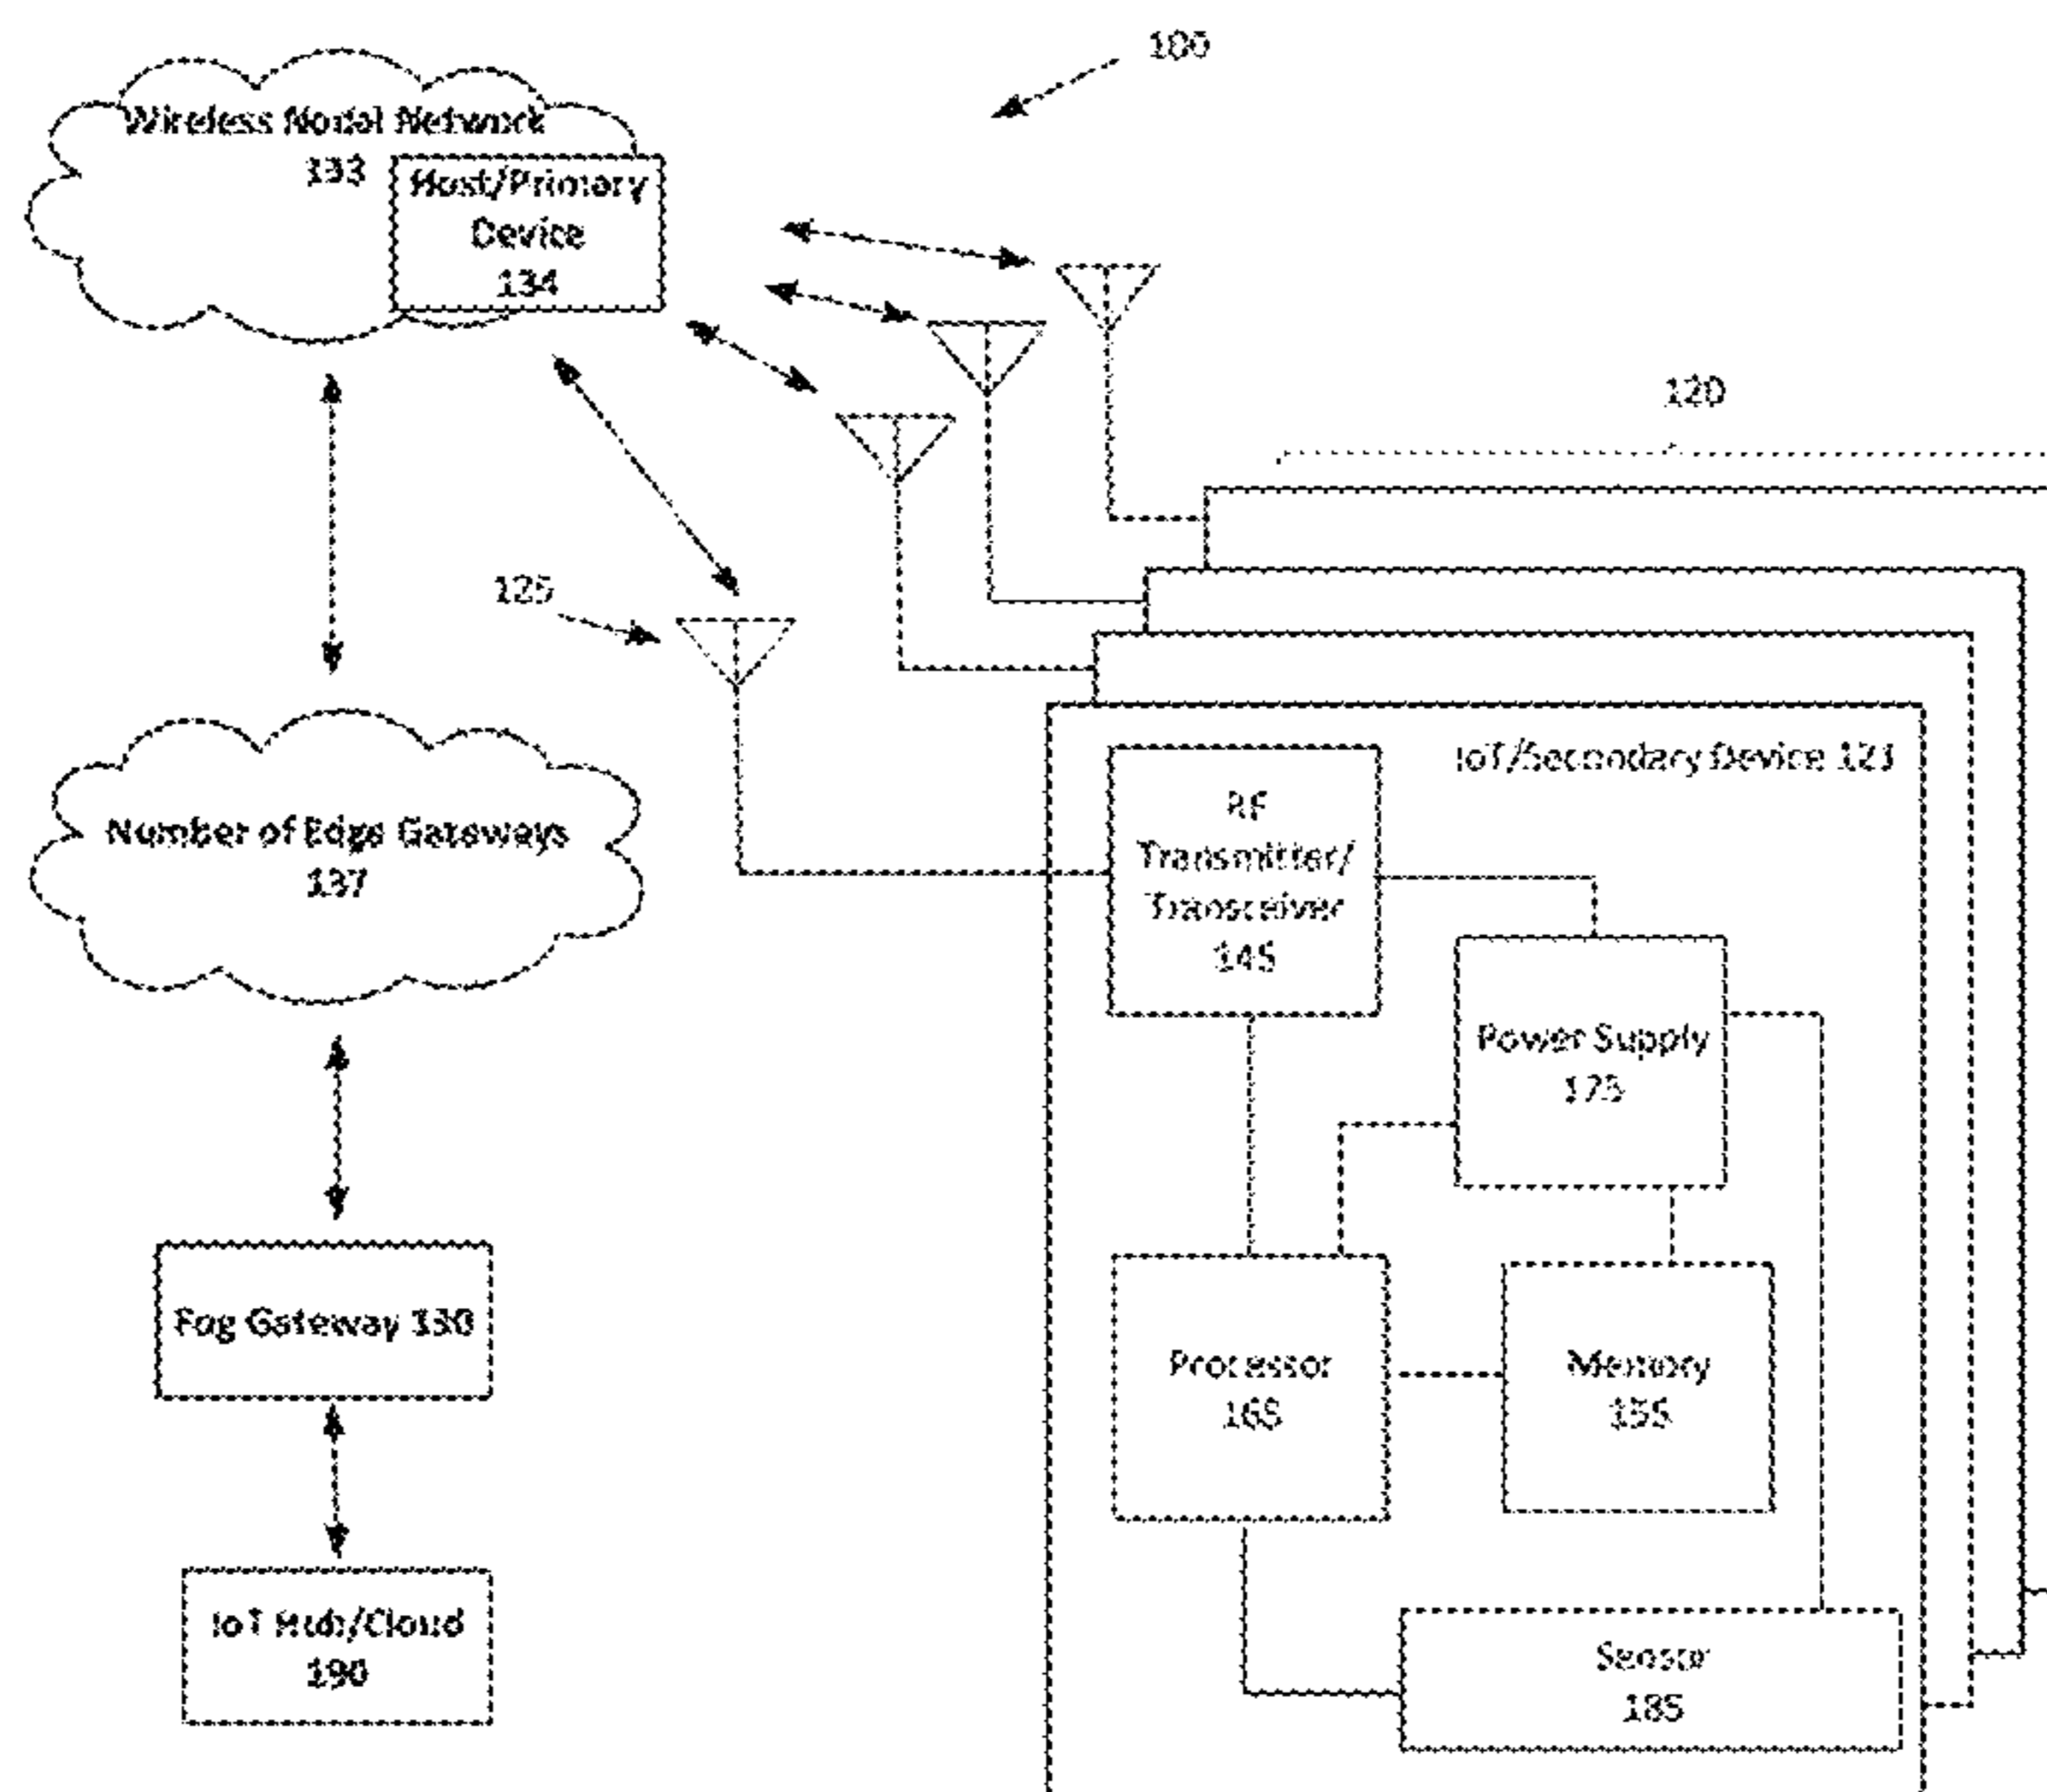 100
Wireless Nodal Network
133
Host/Primary
Device
134
120
125
IoT/Secondary Device 121
RF
Transmitter/
Transceiver
145
Number of Edge Gateways
137
Power Supply
175
Fog Gateway 130
Processor
165
Memory
155
IoT Hub/Cloud
190
Sensor
185